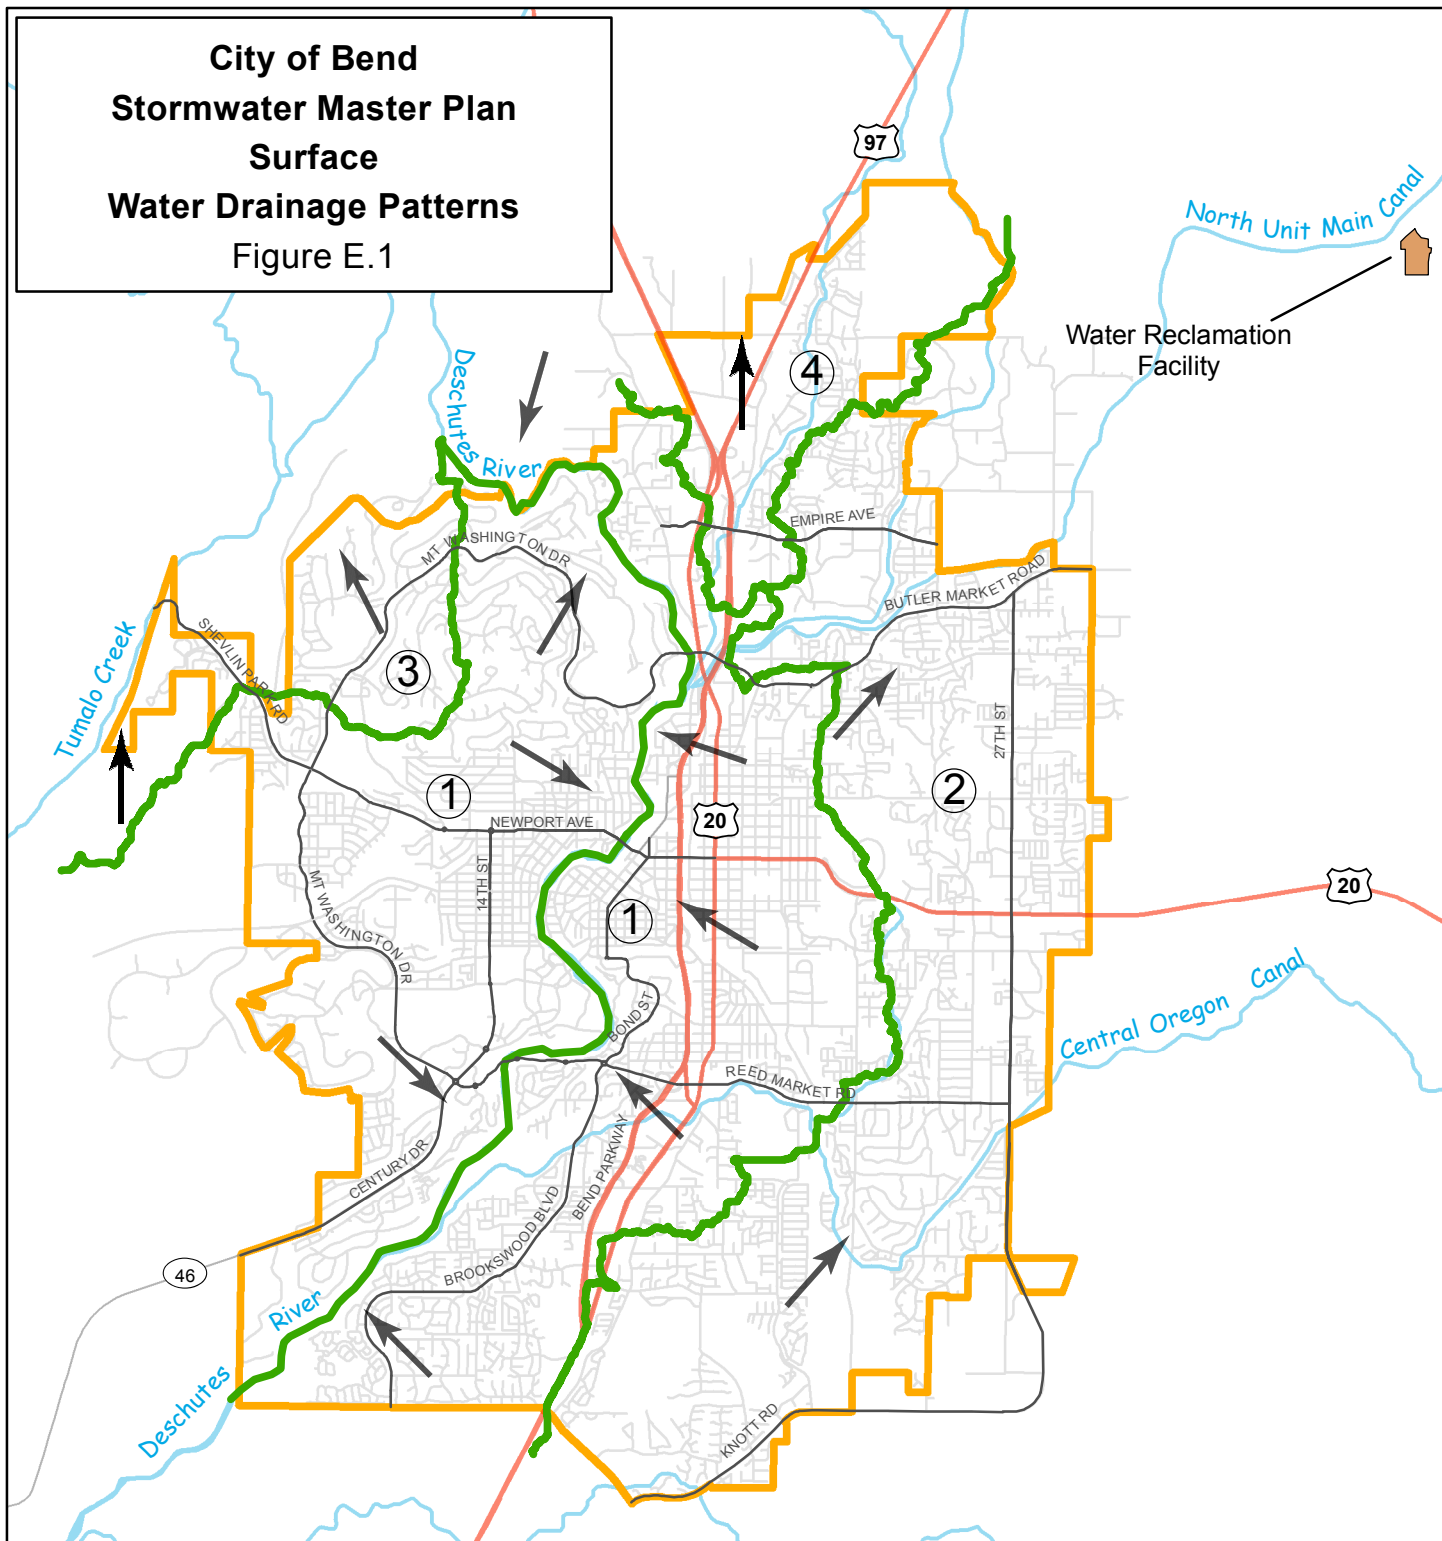 City of Bend
Stormwater Master Plan
Surface
Water Drainage Patterns
Figure E.1
97
North Unit Main Canal
Water Reclamation
Facility
Deschutes
River
4
EMPIRE AVE
MT WASHINGTON DR
BUTLER MARKET ROAD
Tumalo Creek
SHEVLIN PARK RD
3
27TH ST
1
2
NEWPORT AVE
20
14TH ST
20
MT WASHINGTON DR
1
Central Oregon Canal
BOND ST
REED MARKET RD
CENTURY DR
BEND PARKWAY
BROOKSWOOD BLVD
46
River
Deschutes
KNOTT RD